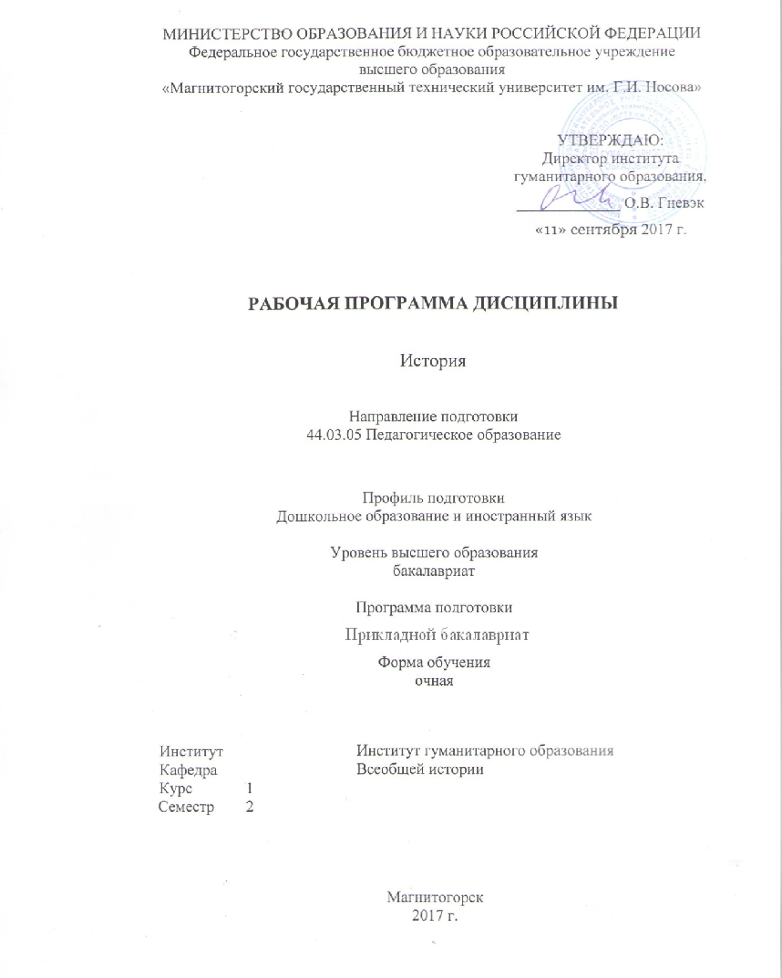 МИНИСТЕРСТВО ОБРАЗОВАНИЯ И НАУКИ РОССИЙСКОЙ ФЕДЕРАЦИИ
Федеральное государственное бюджетное образовательное учреждение
высшего образования
«Магнитогорский государственный технический университет им. Г.И. Носова»
УТВЕРЖДАЮ:
Директор института
гуманитарного образования.
О.В. Гневэк
«11» сентября 2017 г.
РАБОЧАЯ ПРОГРАММА ДИСЦИПЛИНЫ
История
Направление подготовки
44.03.05 Педагогическое образование
Профиль подготовки
Дошкольное образование и иностранный язык
Уровень высшего образования
бакалавриат
Программа подготовки
Прикладной бакалавриат
Форма обучения
очная
Институт Институт гуманитарного образования
Кафедра Всеобщей истории
Курс 1
Семестр 2
Магнитогорск
2017 г.